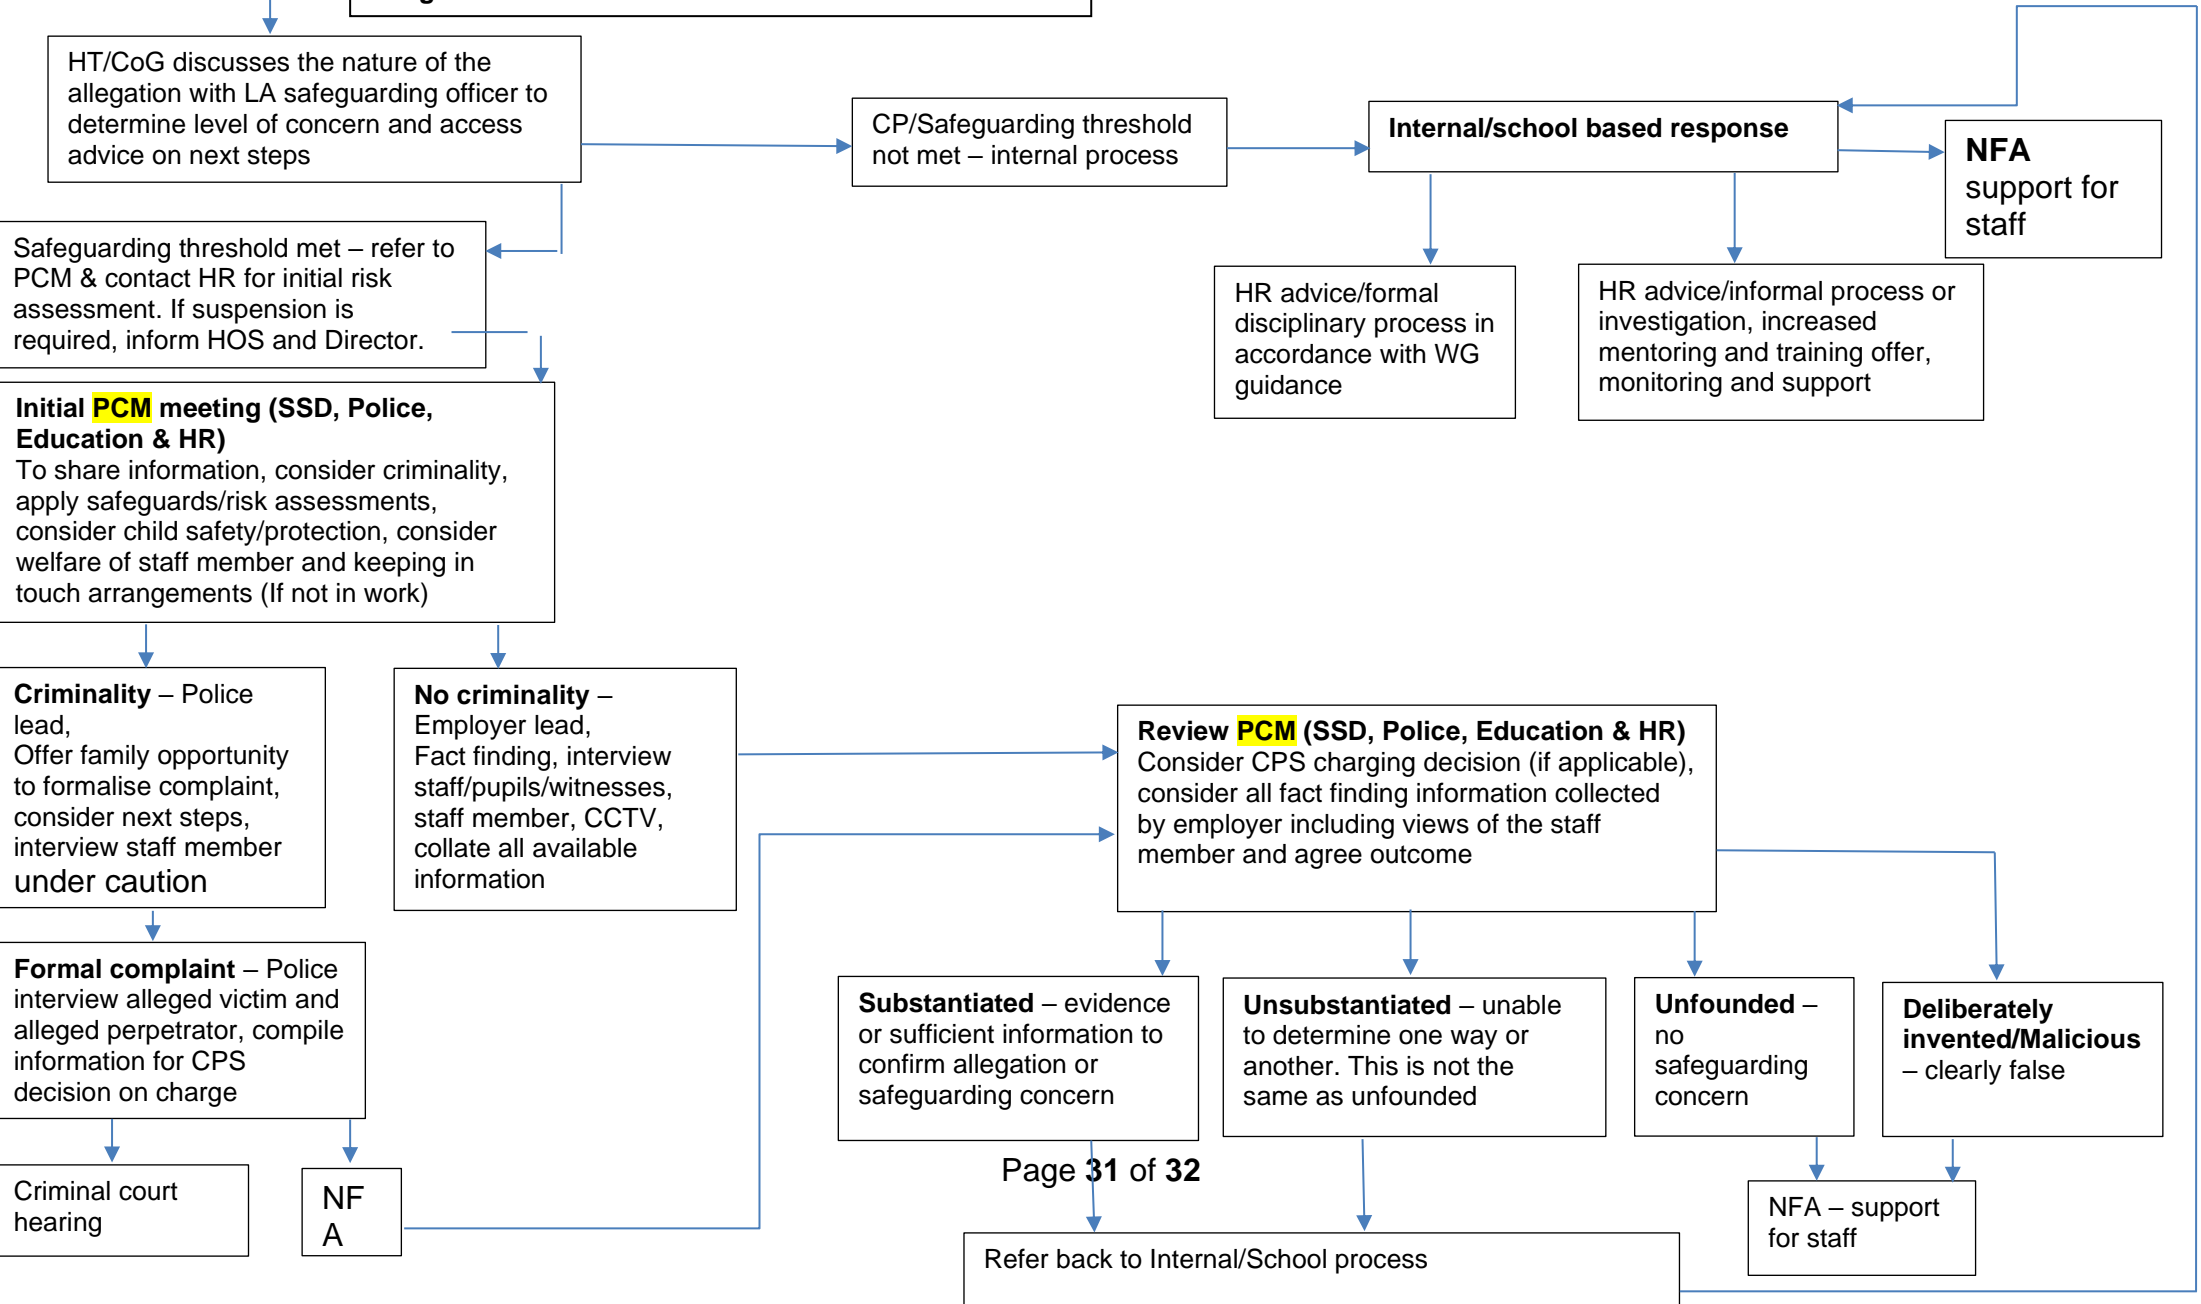 HT/CoG discusses the nature of the
allegation with LA safeguarding officer to
determine level of concern and access
advice on next steps
CP/Safeguarding threshold
not met – internal process
Internal/school based response
NFA
support for
staff
Safeguarding threshold met – refer to
PCM & contact HR for initial risk
assessment. If suspension is
required, inform HOS and Director.
HR advice/formal
disciplinary process in
accordance with WG
guidance
HR advice/informal process or
investigation, increased
mentoring and training offer,
monitoring and support
Initial PCM meeting (SSD, Police,
Education & HR)
To share information, consider criminality,
apply safeguards/risk assessments,
consider child safety/protection, consider
welfare of staff member and keeping in
touch arrangements (If not in work)
Criminality – Police
lead,
Offer family opportunity
to formalise complaint,
consider next steps,
interview staff member
under caution
No criminality –
Employer lead,
Fact finding, interview
staff/pupils/witnesses,
staff member, CCTV,
collate all available
information
Review PCM (SSD, Police, Education & HR)
Consider CPS charging decision (if applicable),
consider all fact finding information collected
by employer including views of the staff
member and agree outcome
Formal complaint – Police
interview alleged victim and
alleged perpetrator, compile
information for CPS
decision on charge
Substantiated – evidence
or sufficient information to
confirm allegation or
safeguarding concern
Unsubstantiated – unable
to determine one way or
another. This is not the
same as unfounded
Unfounded –
no
safeguarding
concern
Deliberately
invented/Malicious
– clearly false
Criminal court
hearing
NF
A
Page 31 of 32
NFA – support
for staff
Refer back to Internal/School process